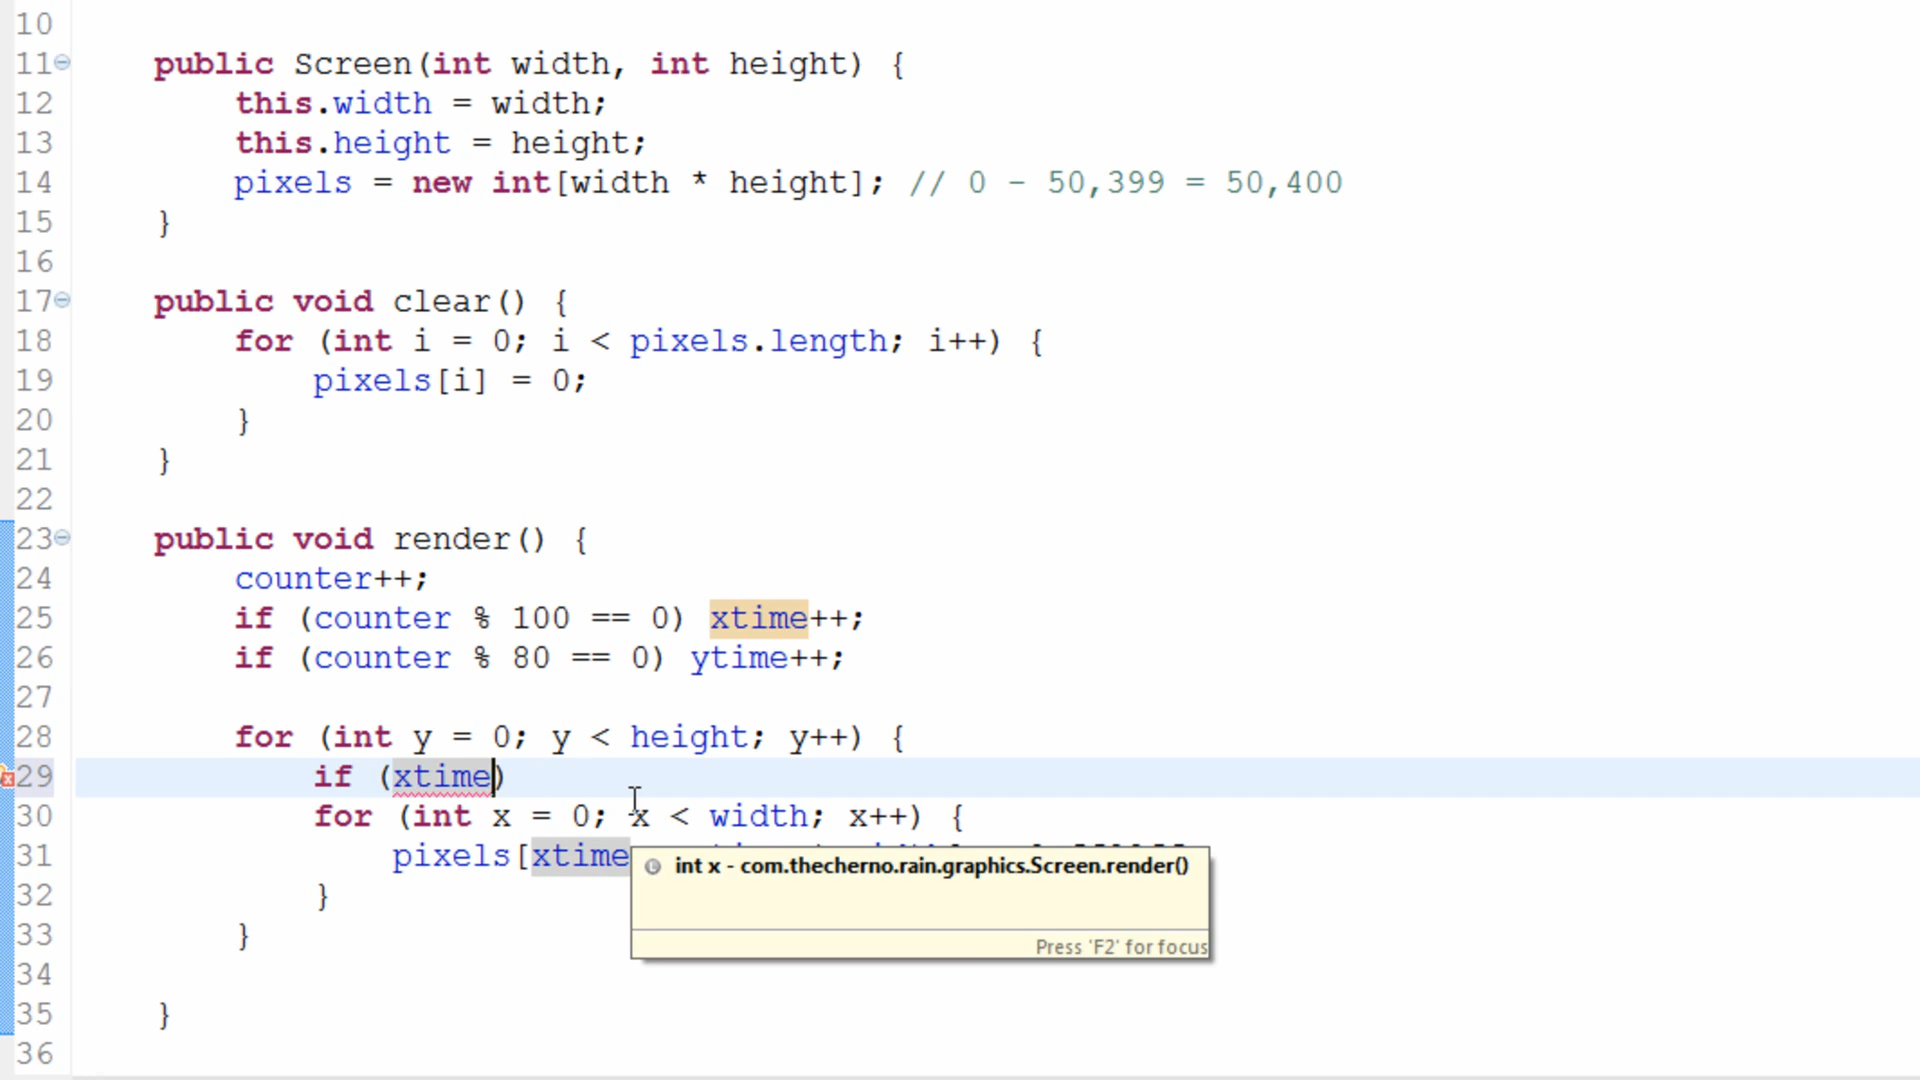 10
11 public Screen(int width, int height) {
12 this.width = width;
13 this.height = height;
14 pixels = new int[width * height]; // 0 - 50,399 = 50,400
15 }
16
17 public void clear() {
18 for (int i = 0; i < pixels.length; i++) {
19 pixels[i] = 0;
20 }
21 }
22
23 public void render() {
24 counter++;
25 if (counter % 100 == 0) xtime++;
26 if (counter % 80 == 0) ytime++;
27
28 for (int y = 0; y < height; y++) {
29 if (xtime)
30 for (int x = 0; x < width; x++) {
31 pixels[xtime
int x - com.thecherno.rain.graphics.Screen.render()
32 }
33 }
Press 'F2' for focus
34
35 }
36